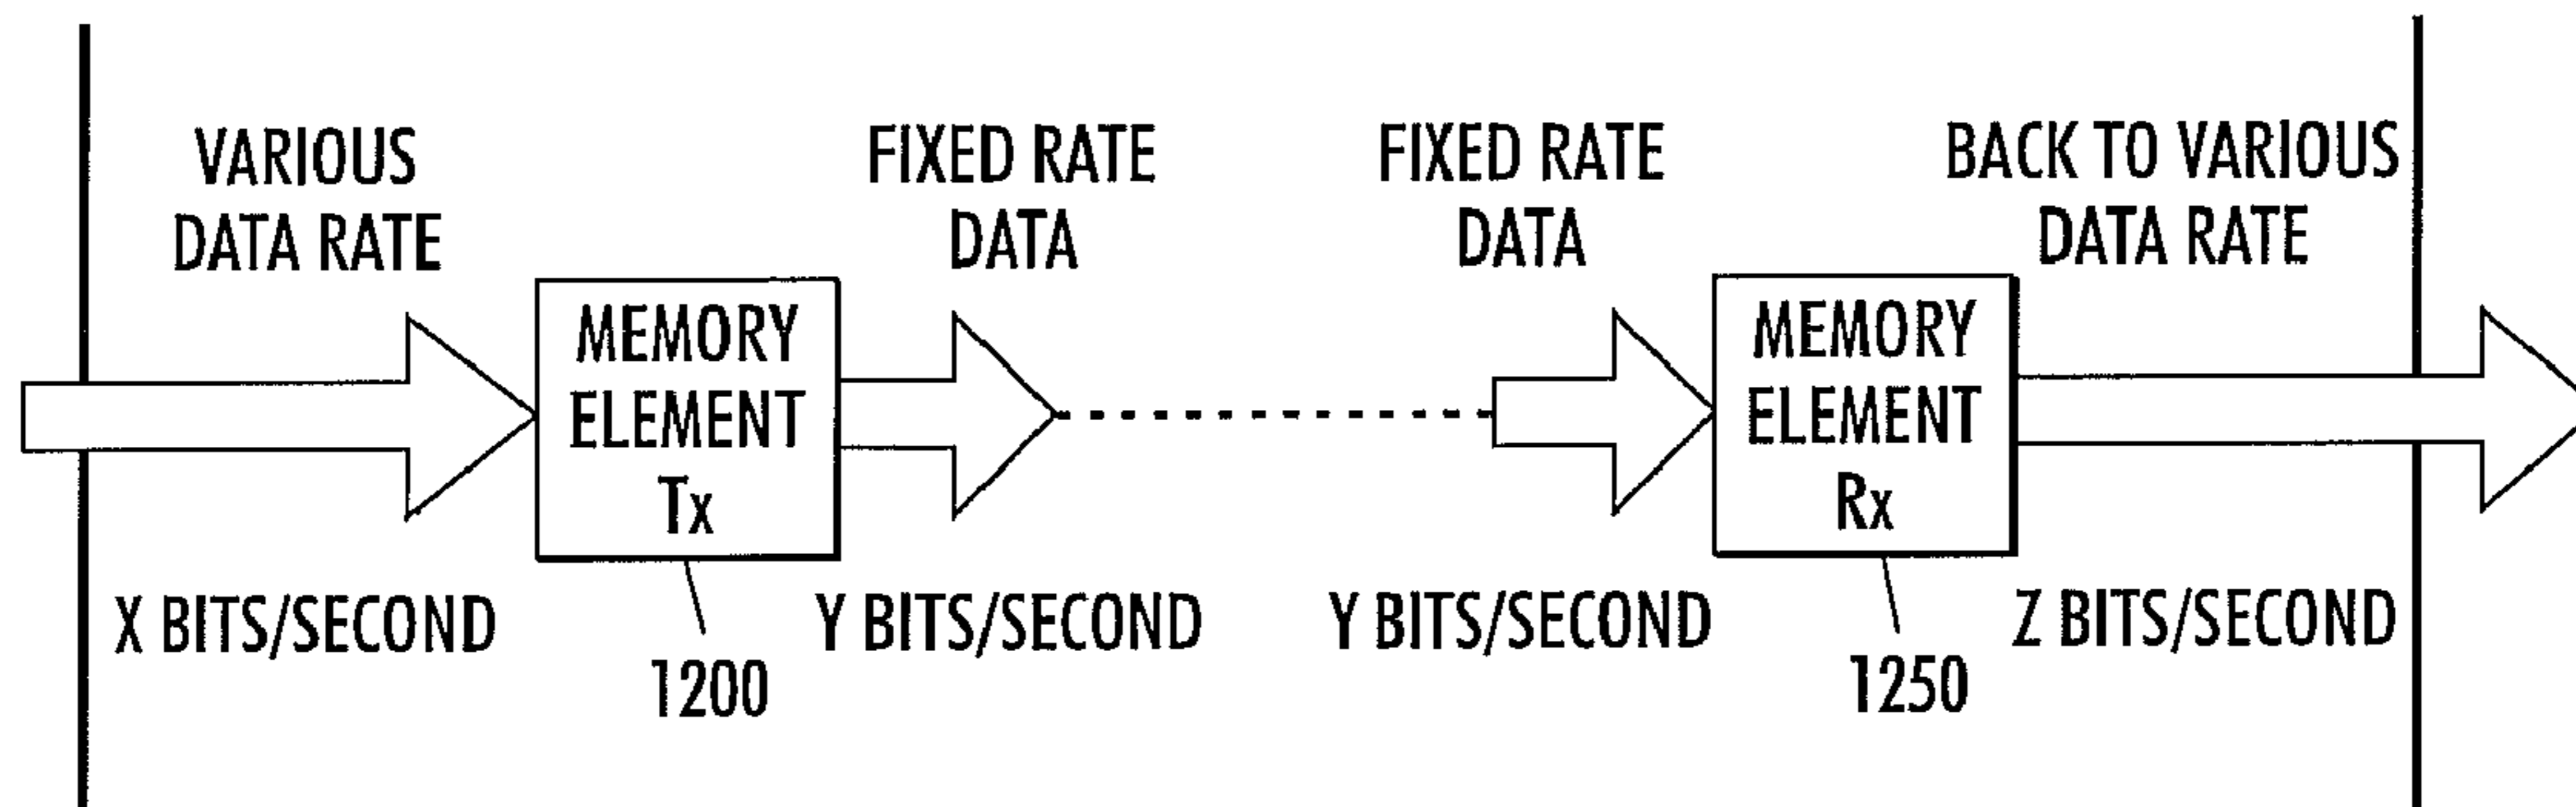 VARIOUS
DATA RATE
FIXED RATE
DATA
FIXED RATE
DATA
BACK TO VARIOUS
DATA RATE
MEMORY
ELEMENT
Tx
MEMORY
ELEMENT
Rx
X BITS/SECOND
Y BITS/SECOND
Y BITS/SECOND
Z BITS/SECOND
1200
1250